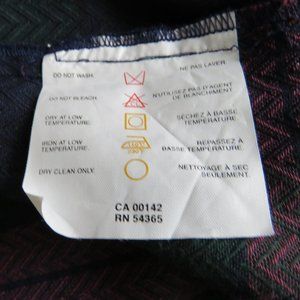 DO NOT WASH. NE PAS LAVER.
DO NOT BLEACH. N'UTILISEZ PAS D'AGENT
DE BLANCHIMENT.
DRY AT LOW SÉCHEZ À BASSE
TEMPERATURE. TEMPÉRATURE.
IRON AT LOW REPASSEZ À
TEMPERATURE. BASSE TEMPÉRATURE.
DRY CLEAN ONLY NETTOYAGE À SEC
SEULEMENT.
CA 00142
RN 54365